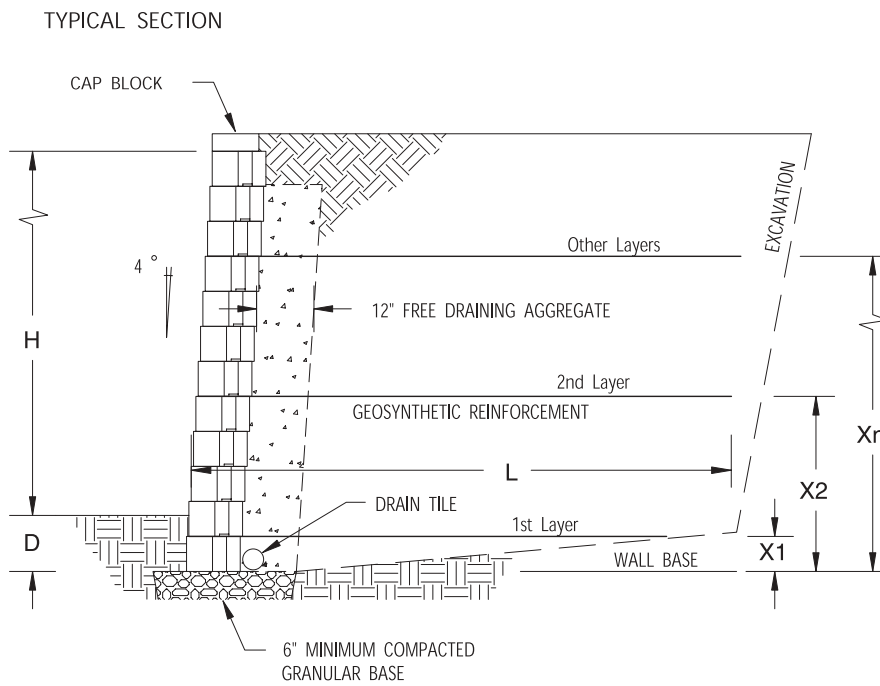 TYPICAL SECTION
CAP BLOCK
EXCAVATION
Other Layers
4 °
12" FREE DRAINING AGGREGATE
H
2nd Layer
GEOSYNTHETIC REINFORCEMENT
Xn
L
X2
DRAIN TILE
1st Layer
D
X1
WALL BASE
6" MINIMUM COMPACTED
GRANULAR BASE